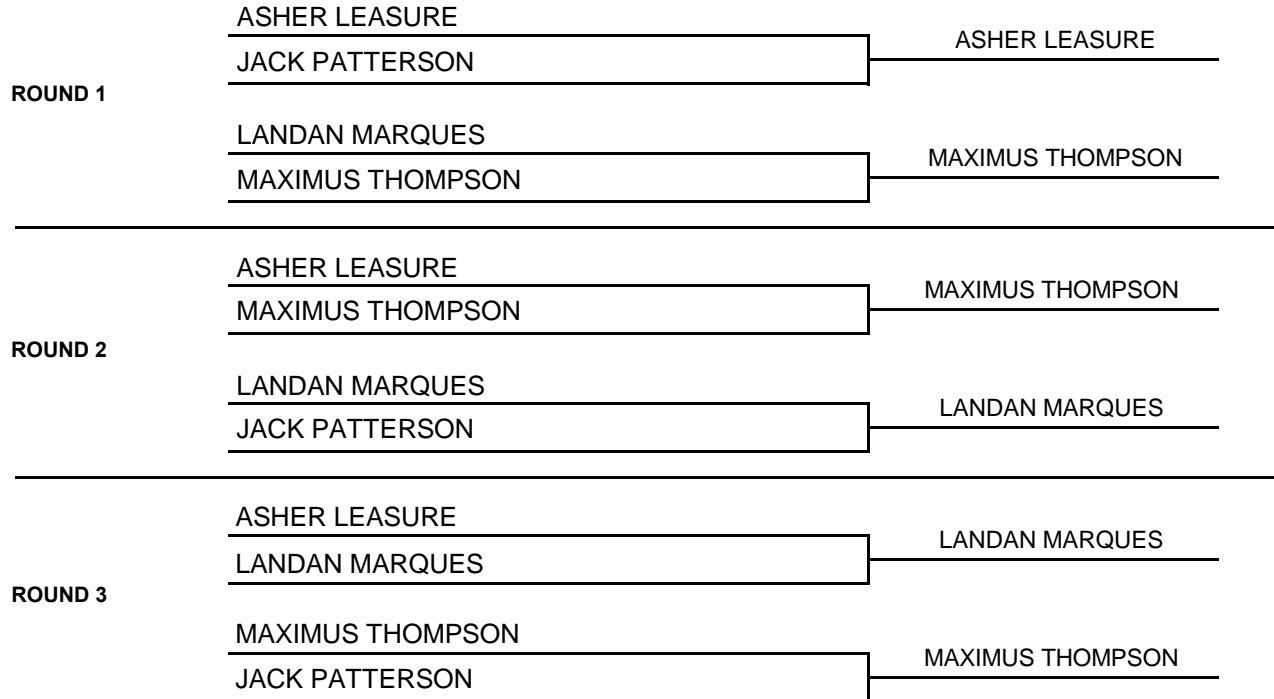 ASHER LEASURE
ASHER LEASURE
JACK PATTERSON
ROUND 1
LANDAN MARQUES
MAXIMUS THOMPSON
MAXIMUS THOMPSON
ASHER LEASURE
MAXIMUS THOMPSON
MAXIMUS THOMPSON
ROUND 2
LANDAN MARQUES
LANDAN MARQUES
JACK PATTERSON
ASHER LEASURE
LANDAN MARQUES
LANDAN MARQUES
ROUND 3
MAXIMUS THOMPSON
MAXIMUS THOMPSON
JACK PATTERSON